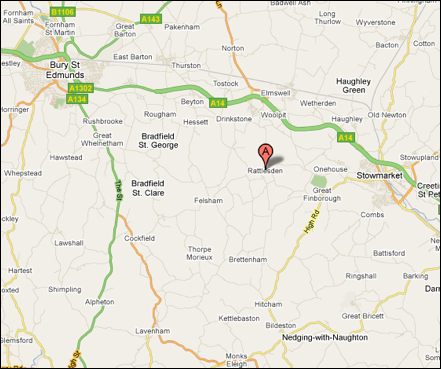 B1106
Badwell Ash
A143
Pakenham
Fornham
All Saints
Fornham
St Martin
Great
Barton
Long
Thurlow
Wyverstone
Norton
Bacton
Cotton
Bury St
Edmunds
East Barton
Thurston
Tostock
Elmswell
Haughley
Green
A1302
A134
Beyton
A14
Woolpit
Wetherden
Horringer
Rushbrooke
Rougham
Hessett
Drinkstone
Haughley
Old Newton
Great
Whelnetham
Bradfield
St. George
A14
Hawstead
Stowupland
A
Rattlesden
Onehouse
Whepstead
The St
Bradfield
St. Clare
Stowmarket
Great
Finborough
Creeti
St Pet
Felsham
Combs
High Rd
Lawshall
Cockfield
Thorpe
Morieux
Battisford
Brettenham
Hartest
Ringshall
Barking
Shimpling
Alpheton
Hitcham
Great Bricett
Kettlebaston
Lavenham
Bildeston
Nedging-with-Naughton
Glemsford
igh St
Monks
Eleigh